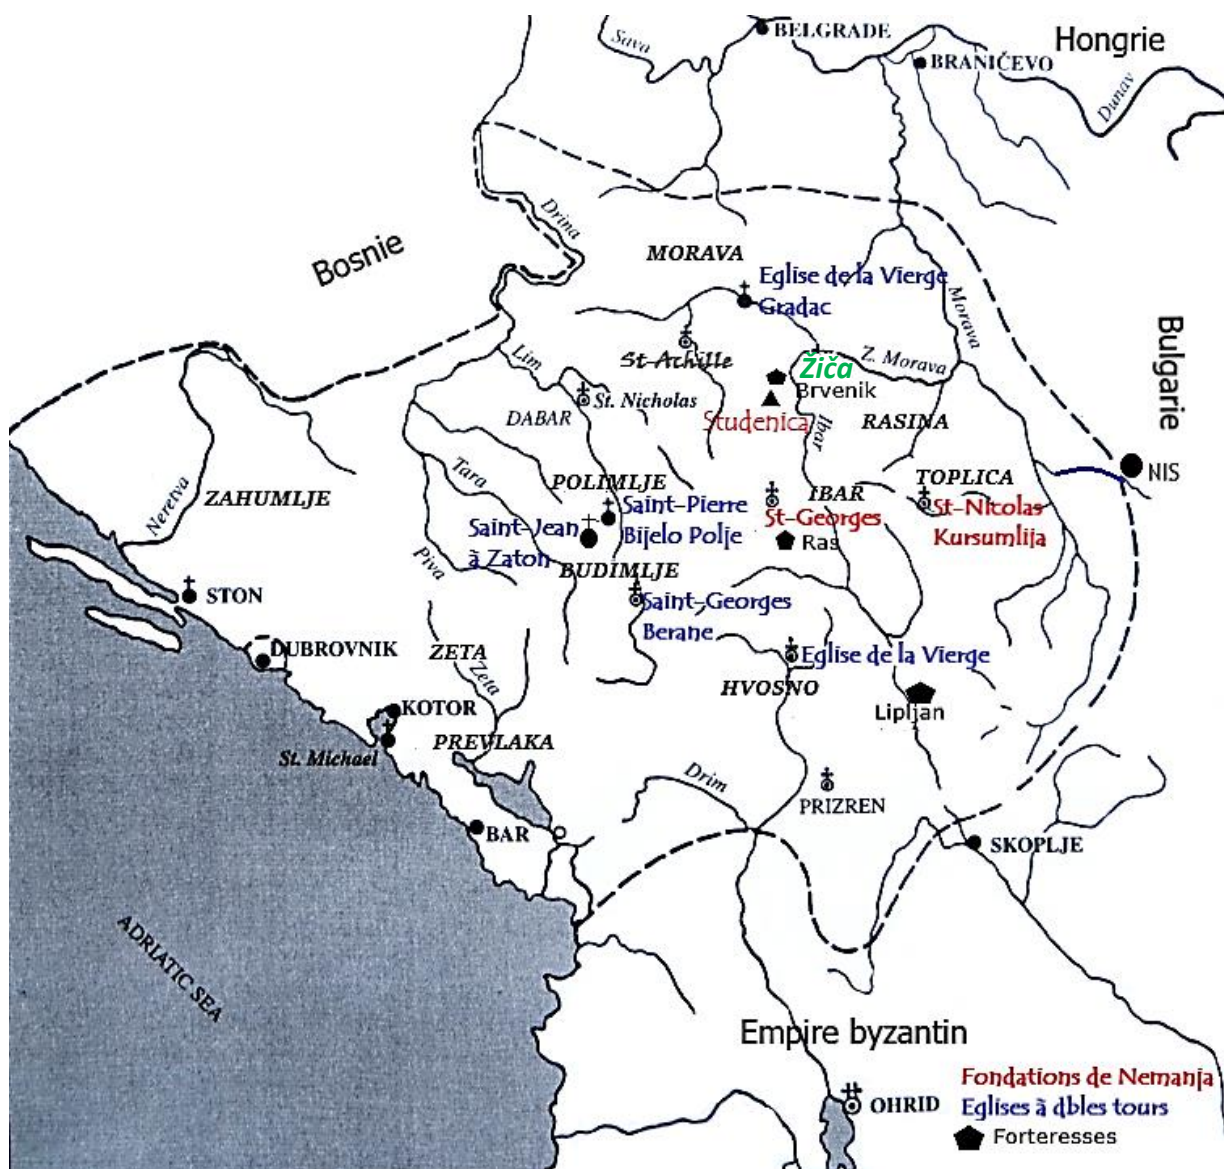 BELGRADE
Hongrie
Sava
BRANIČEVO
Dunav
Drina
Bosnie
MORAVA
Eglise de la Vierge
Gradac
Morava
Bulgarie
St Achille
Lim
Žiča
Z. Morava
Brvenik
St. Nicholas
DABAR
Studenica
Ibar
RASINA
NIS
Tara
POLIMLJE
IBAR
TOPLICA
ZAHUMLJE
Neretva
Saint-Pierre
Bijelo Polje
St-Georges
St-Nicolas
Kursumlija
Saint-Jean
à Zaton
Ras
Piva
BUDIMLJE
STON
Saint-Georges
Berane
DUBROVNIK
ZETA
Zeta
Eglise de la Vierge
HVOSNO
KOTOR
Lipljan
PREVLAKA
St. Michael
Drim
PRIZREN
BAR
SKOPLJE
ADRIATIC SEA
Empire byzantin
OHRID
Fondations de Nemanja
Eglises à dbles tours
Forteresses